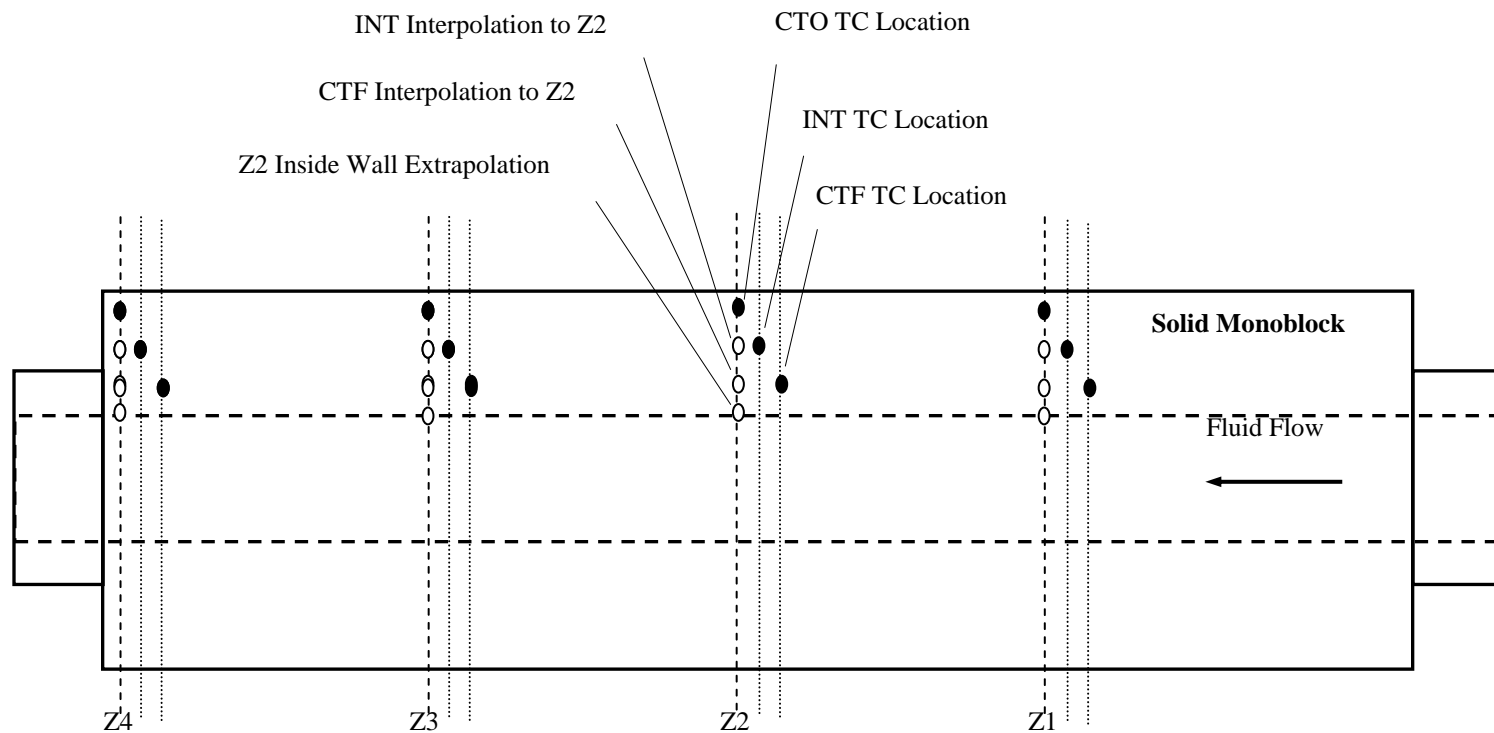 INT Interpolation to Z2
CTO TC Location
CTF Interpolation to Z2
INT TC Location
Z2 Inside Wall Extrapolation
CTF TC Location
Solid Monoblock
Fluid Flow
Z4
Z3
Z2
Z1